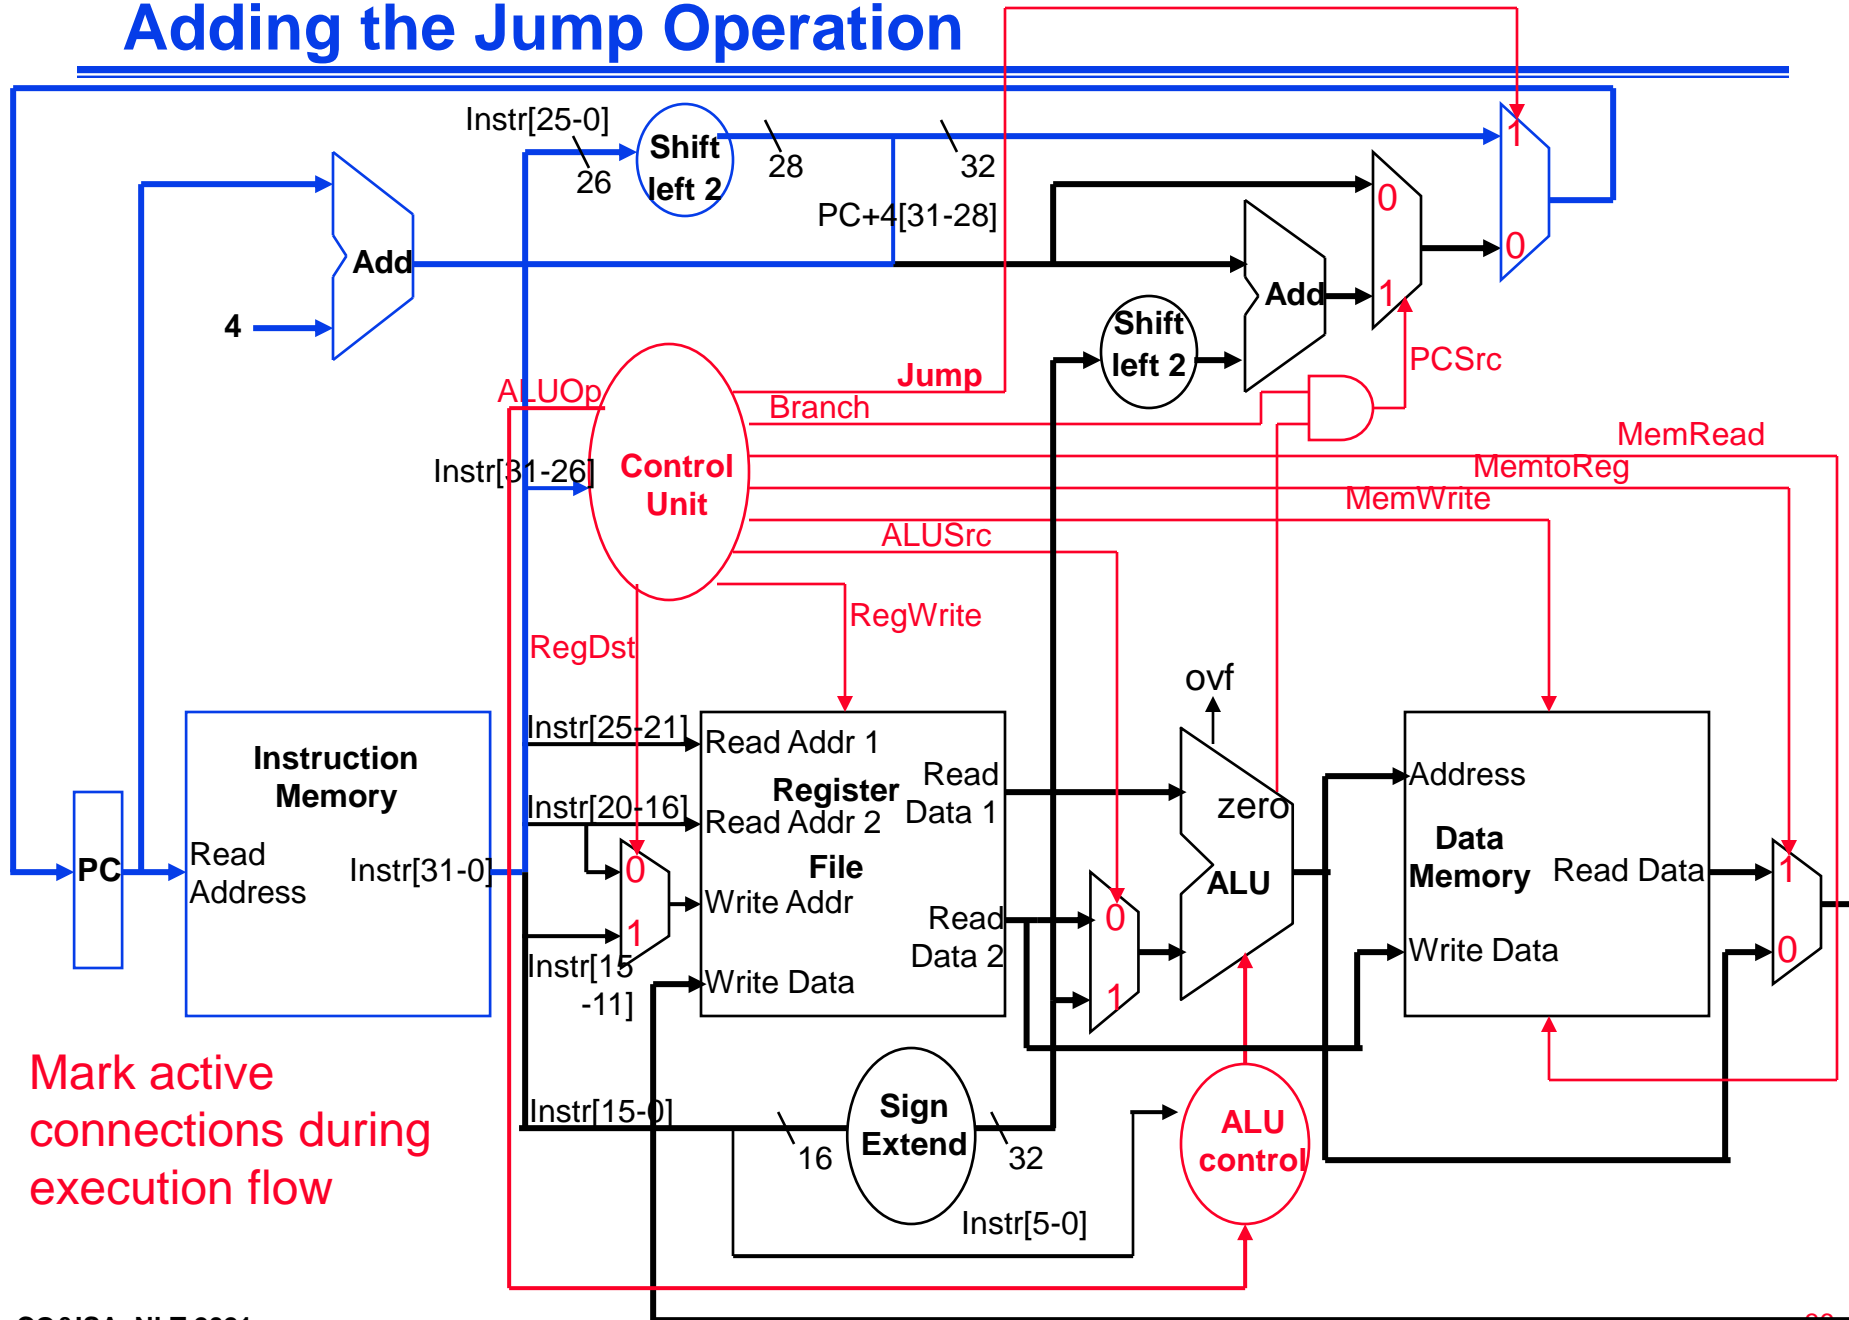 Adding the Jump Operation
Instr[25-0]
26
Shift
left 2
28
32
PC+4[31-28]
1
0
0
1
Add
4
Add
Shift
left 2
PCSrc
Jump
ALUOp
Branch
MemRead
MemtoReg
MemWrite
Instr[31-26]
Control
Unit
ALUSrc
RegWrite
RegDst
ovf
Instruction
Memory
Read
Address
Instr[31-0]
PC
Instr[25-21]
Instr[20-16]
Instr[15
-11]
0
1
Read Addr 1
Register
Read Addr 2
File
Write Addr
Write Data
Read
Data 1
Read
Data 2
0
1
zero
ALU
Address
Data
Memory
Read Data
Write Data
1
0
Mark active
connections during
execution flow
Instr[15-0]
16
Sign
Extend
32
ALU
control
Instr[5-0]